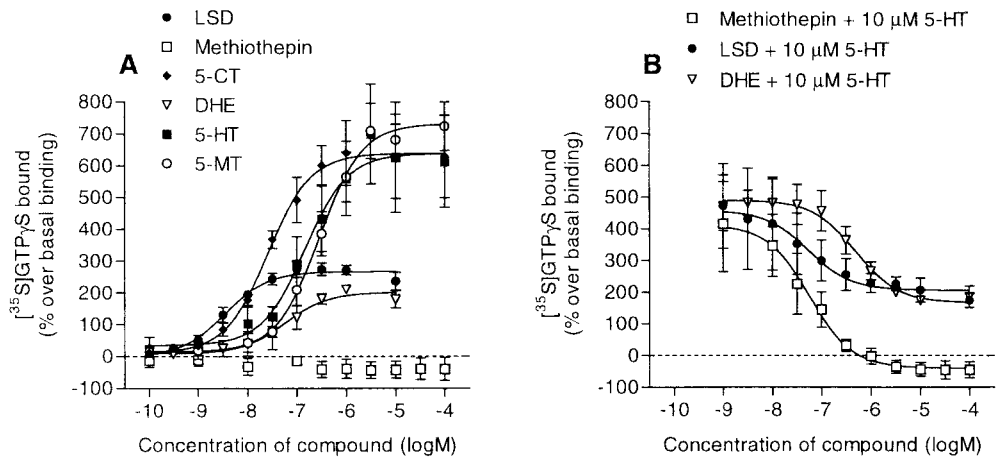 A
LSD
Methiothepin
5-CT
DHE
5-HT
5-MT
[³⁵S]GTPγS bound
(% over basal binding)
800
700
600
500
400
300
200
100
0
-100
-10 -9 -8 -7 -6 -5 -4
Concentration of compound (logM)
B
Methiothepin + 10 μM 5-HT
LSD + 10 μM 5-HT
DHE + 10 μM 5-HT
[³⁵S]GTPγS bound
(% over basal binding)
800
700
600
500
400
300
200
100
0
-100
-10 -9 -8 -7 -6 -5 -4
Concentration of compound (logM)